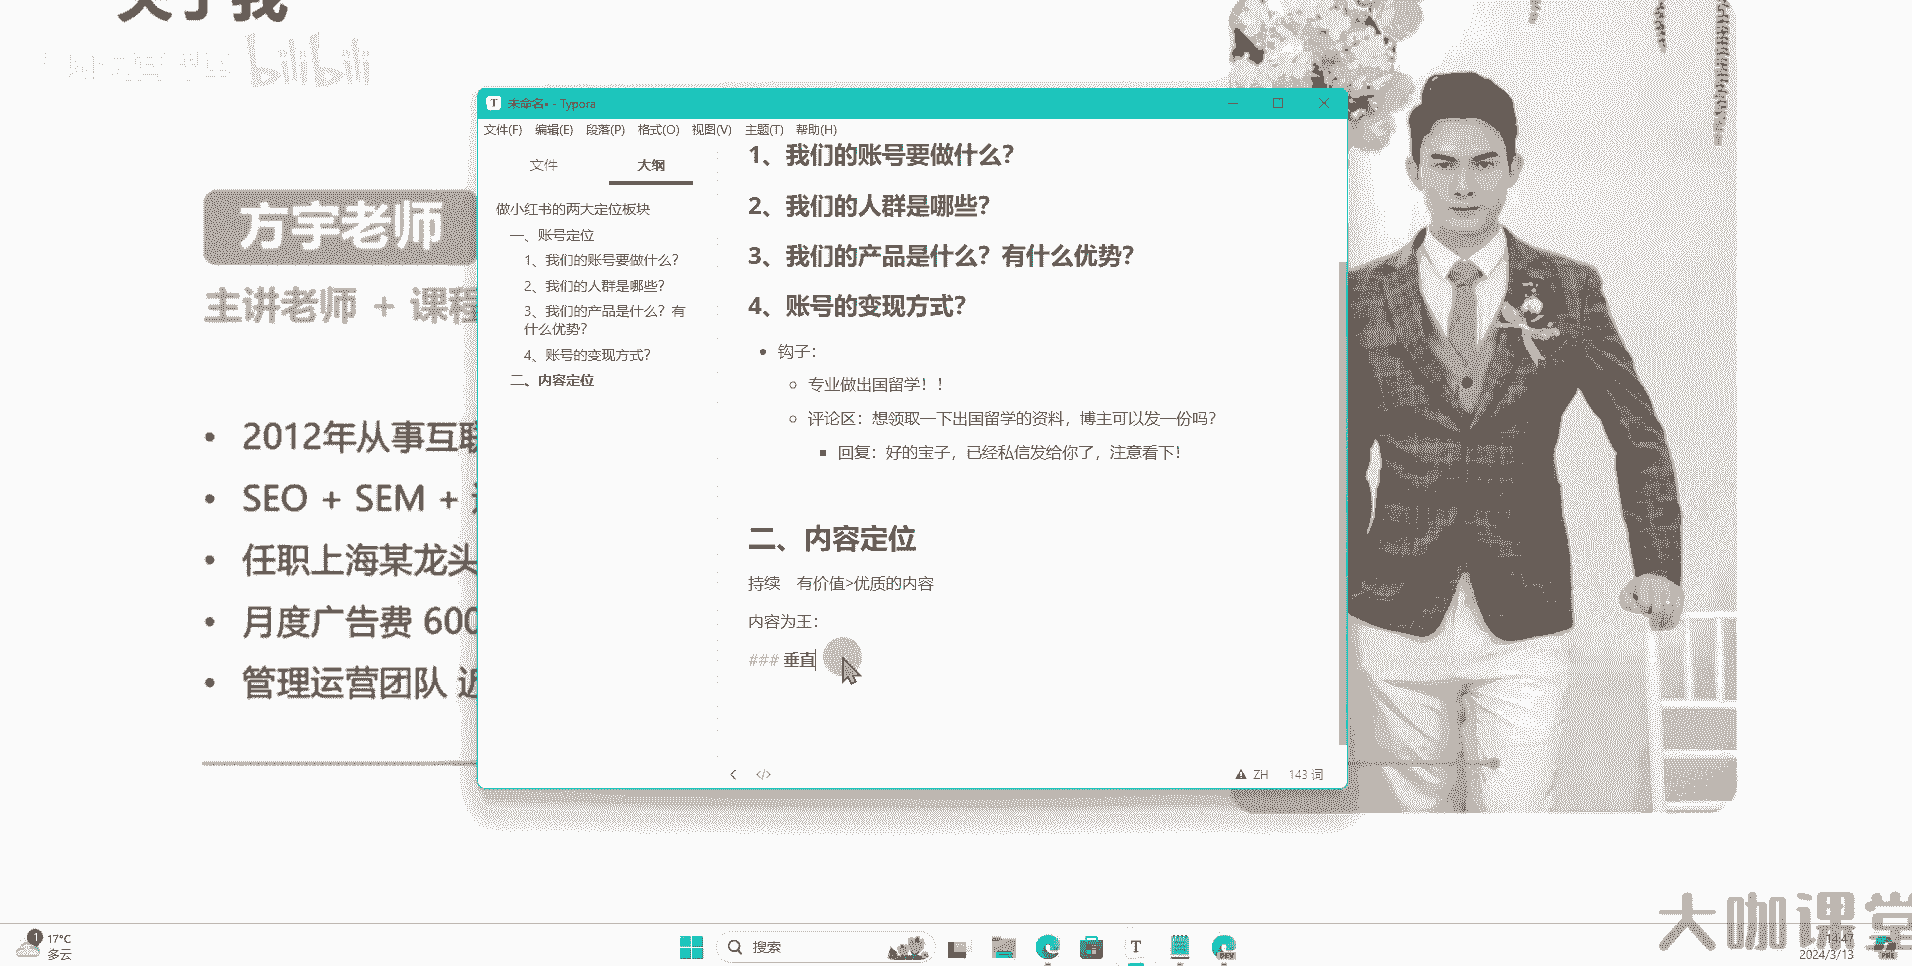 关于我
bilibili
方宇老师
主讲老师 + 课程
2012年从事互联
SEO + SEM +
任职上海某龙头
月度广告费 600
管理运营团队 近
未命名• - Typora
文件(F) 编辑(E) 段落(P) 格式(O) 视图(V) 主题(T) 帮助(H)
文件 大纲
做小红书的两大定位板块
一、账号定位
1、我们的账号要做什么?
2、我们的人群是哪些?
3、我们的产品是什么? 有
什么优势?
4、账号的变现方式?
二、内容定位
1、我们的账号要做什么?
2、我们的人群是哪些?
3、我们的产品是什么? 有什么优势?
4、账号的变现方式?
钩子:
专业做出国留学! !
评论区: 想领取一下出国留学的资料, 博主可以发一份吗?
回复: 好的宝子, 已经私信发给你了, 注意看下!
二、内容定位
持续 有价值>优质的内容
内容为王:
### 垂直
ZH 143 词
大咖课堂
1
17°C
多云
搜索
T
DEV
14:47
2024/3/13
PRE